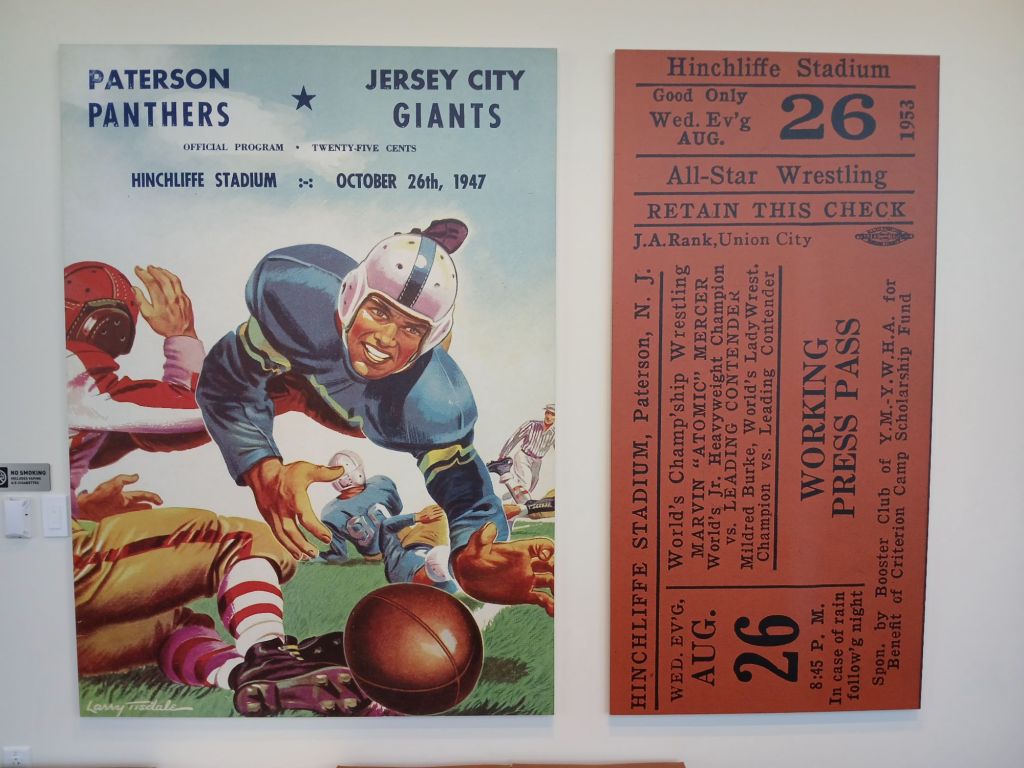 PATERSON
PANTHERS
JERSEY CITY
GIANTS
OFFICIAL PROGRAM • TWENTY-FIVE CENTS
HINCHLIFFE STADIUM :-: OCTOBER 26th, 1947
Larry Tisdale
NO SMOKING
Hinchliffe Stadium
Good Only
Wed. Ev'g
AUG.
26
1953
All-Star Wrestling
RETAIN THIS CHECK
J.A.Rank, Union City
HINCHLIFFE STADIUM, Paterson, N. J.
WED. EV'G,
AUG.
26
8:45 P. M.
In case of rain
follow'g night
World's Champ'ship Wrestling
MARVIN "ATOMIC" MERCER
World's Jr. Heavyweight Champion
vs. LEADING CONTENDER
Mildred Burke, World's Lady Wrest.
Champion vs. Leading Contender
WORKING
PRESS PASS
Spon. by Booster Club of Y.M.-Y.W.H.A. for
Benefit of Criterion Camp Scholarship Fund